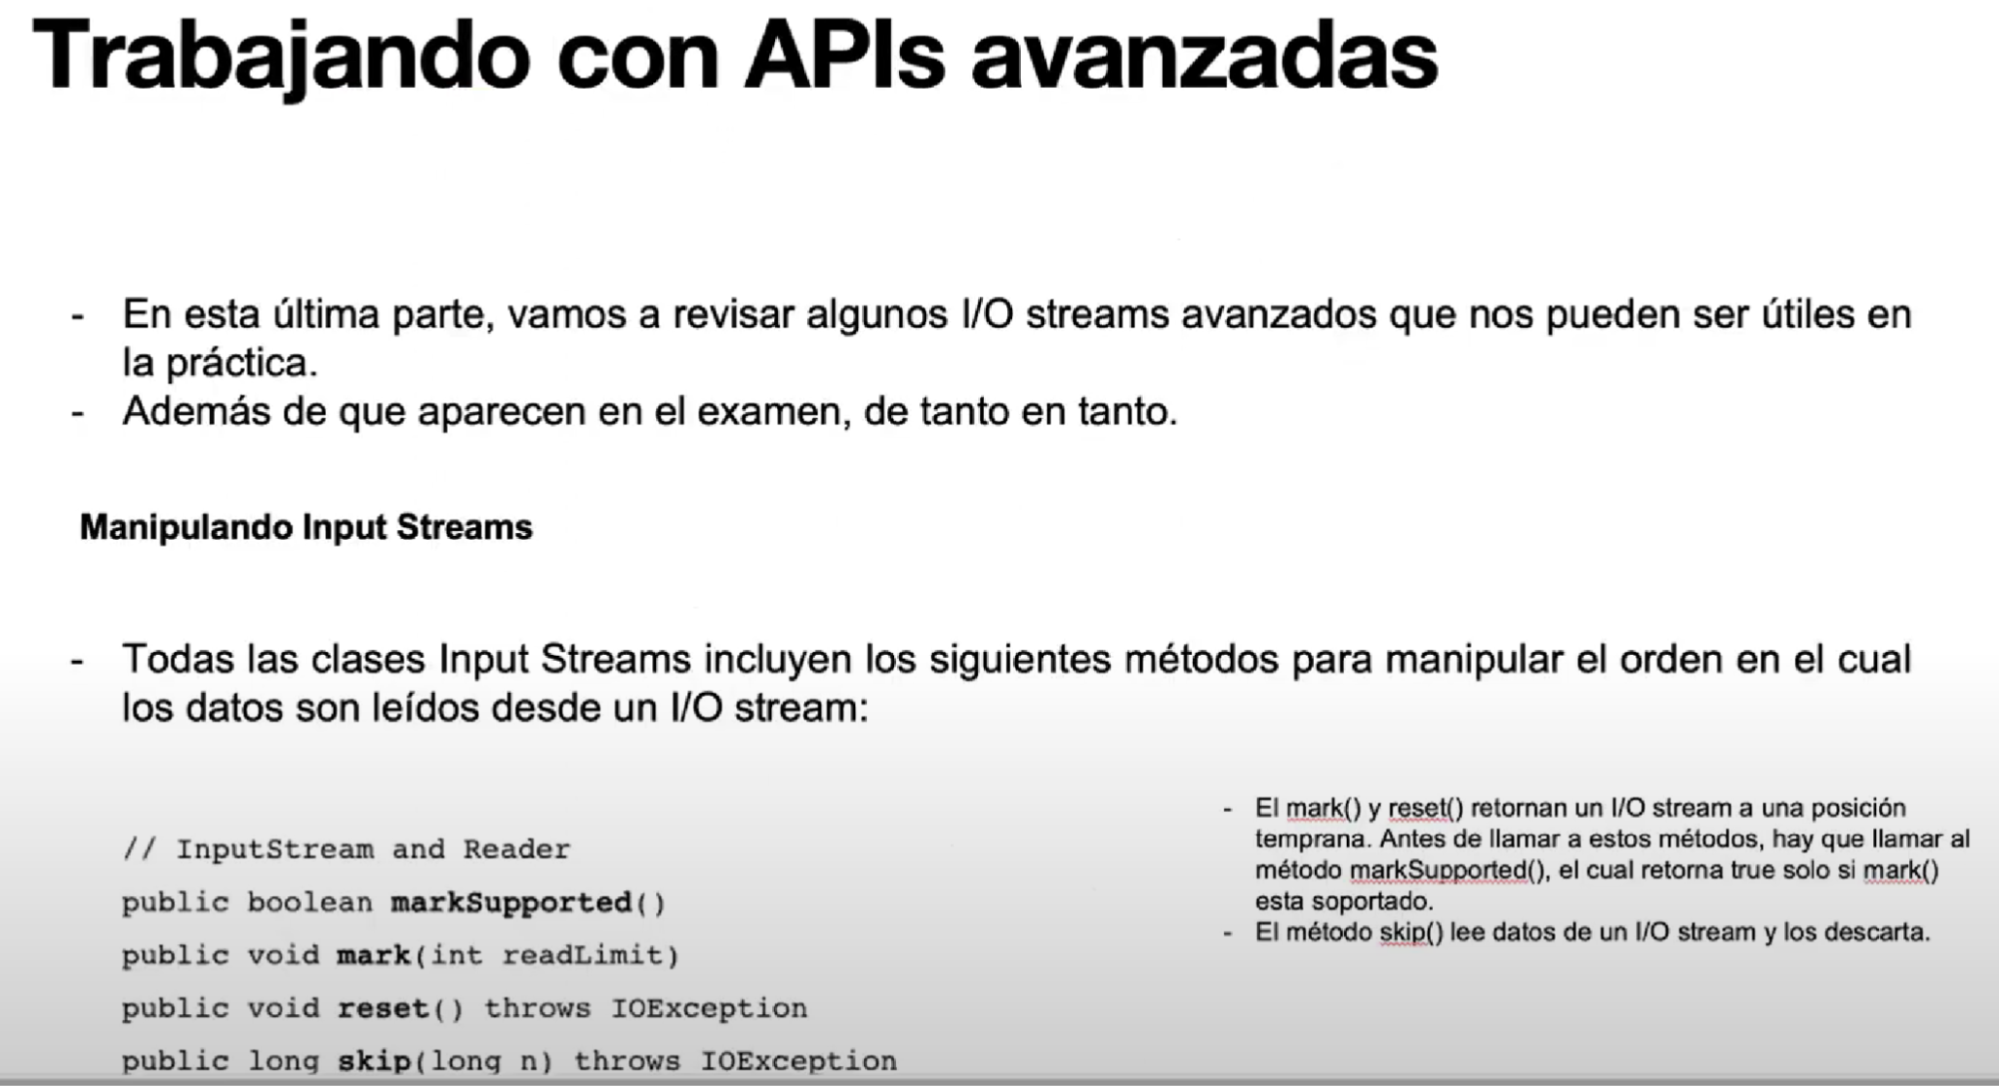 Trabajando con APIs avanzadas
- En esta última parte, vamos a revisar algunos I/O streams avanzados que nos pueden ser útiles en
la práctica.
- Además de que aparecen en el examen, de tanto en tanto.
Manipulando Input Streams
- Todas las clases Input Streams incluyen los siguientes métodos para manipular el orden en el cual
los datos son leídos desde un I/O stream:
// InputStream and Reader
public boolean markSupported()
public void mark(int readLimit)
public void reset() throws IOException
public long skip(long n) throws IOException
- El mark() y reset() retornan un I/O stream a una posición
temprana. Antes de llamar a estos métodos, hay que llamar al
método markSupported(), el cual retorna true solo si mark()
esta soportado.
- El método skip() lee datos de un I/O stream y los descarta.